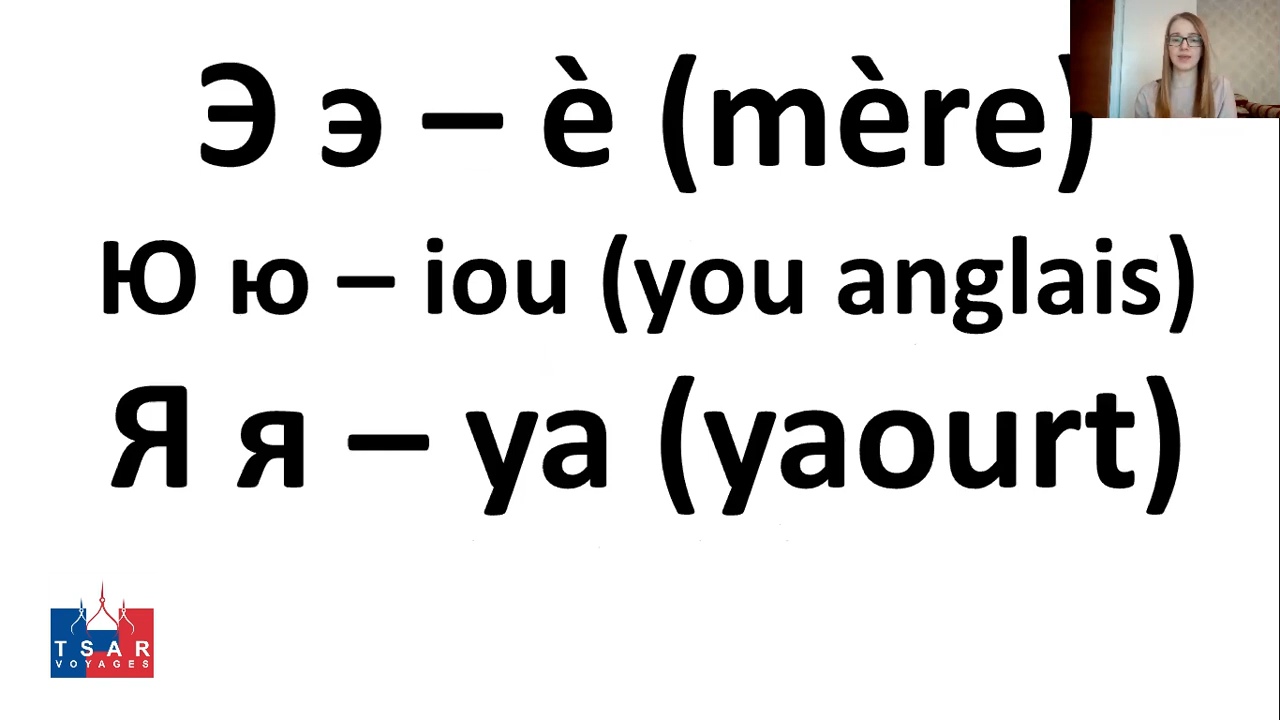 Э э – è (mère)
Ю ю – iou (you anglais)
Я я – ya (yaourt)
TSAR
VOYAGES